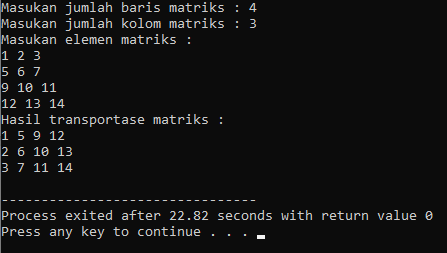 Masukan jumlah baris matriks : 4
Masukan jumlah kolom matriks : 3
Masukan elemen matriks :
1 2 3
5 6 7
9 10 11
12 13 14
Hasil transportase matriks :
1 5 9 12
2 6 10 13
3 7 11 14
--------------------------------
Process exited after 22.82 seconds with return value 0
Press any key to continue . . .